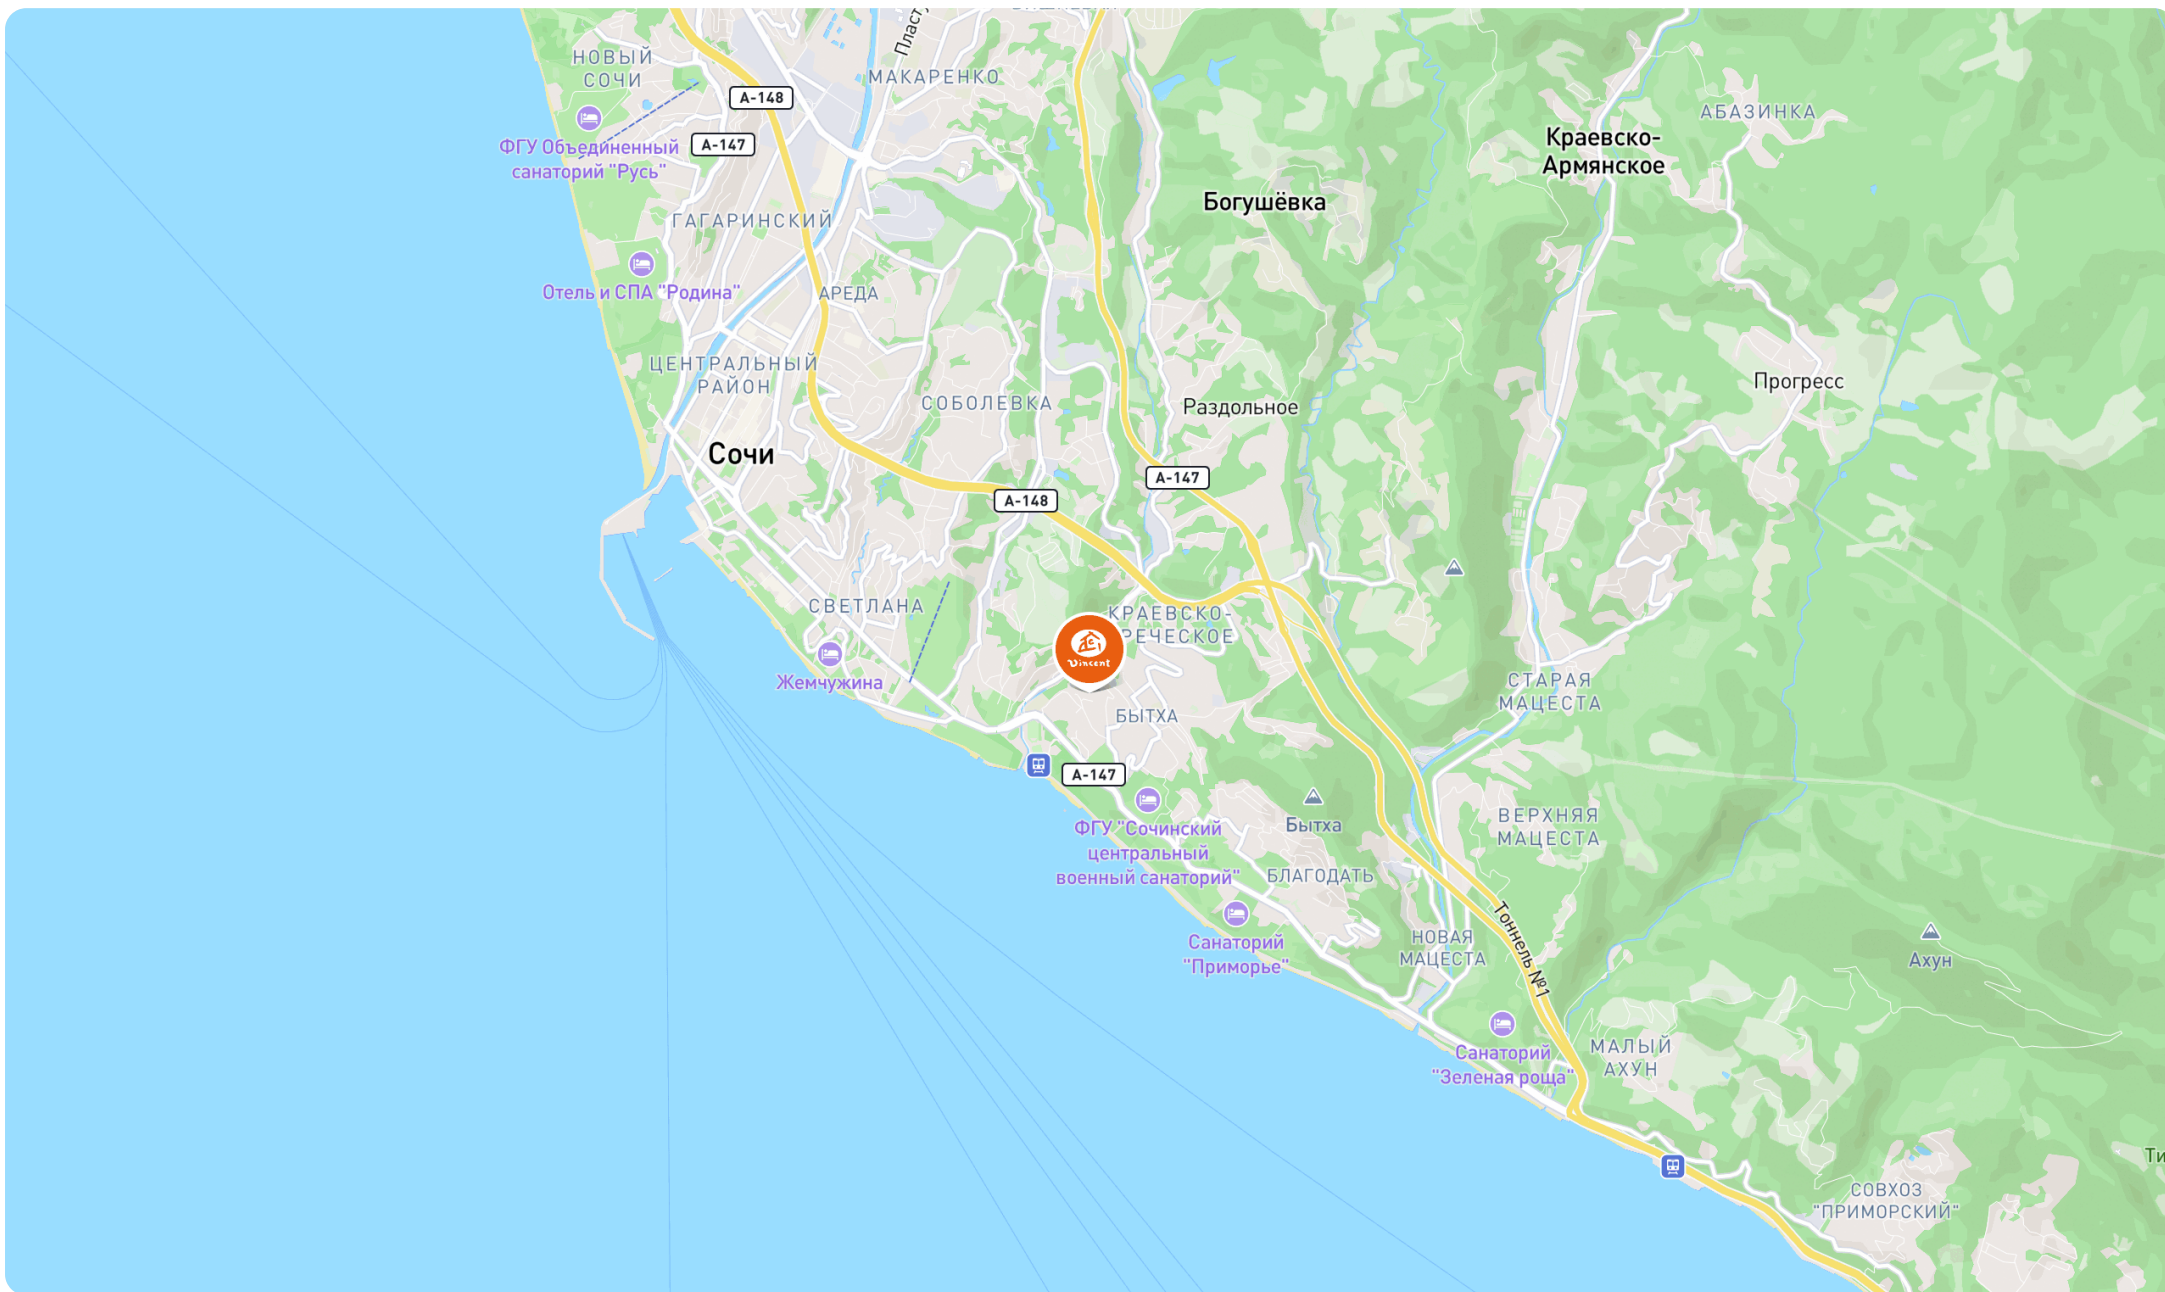 НОВЫЙ
СОЧИ
МАКАРЕНКО
А-148
АБАЗИНКА
А-147
Краевско-
Армянское
ФГУ Объединенный
санаторий "Русь"
Богушёвка
ГАГАРИНСКИЙ
Отель и СПА "Родина"
АРЕДА
ЦЕНТРАЛЬНЫЙ
РАЙОН
Прогресс
СОБОЛЕВКА
Раздольное
Сочи
А-147
А-148
СВЕТЛАНА
КРАЕВСКО-
РЕЧЕСКОЕ
Vincent
Жемчужина
СТАРАЯ
МАЦЕСТА
БЫТХА
А-147
ФГУ "Сочинский
центральный
военный санаторий"
Бытха
ВЕРХНЯЯ
МАЦЕСТА
БЛАГОДАТЬ
Тоннель №1
Санаторий
"Приморье"
НОВАЯ
МАЦЕСТА
Ахун
Санаторий
"Зеленая роща"
МАЛЫЙ
АХУН
Ти
СОВХОЗ
"ПРИМОРСКИЙ"